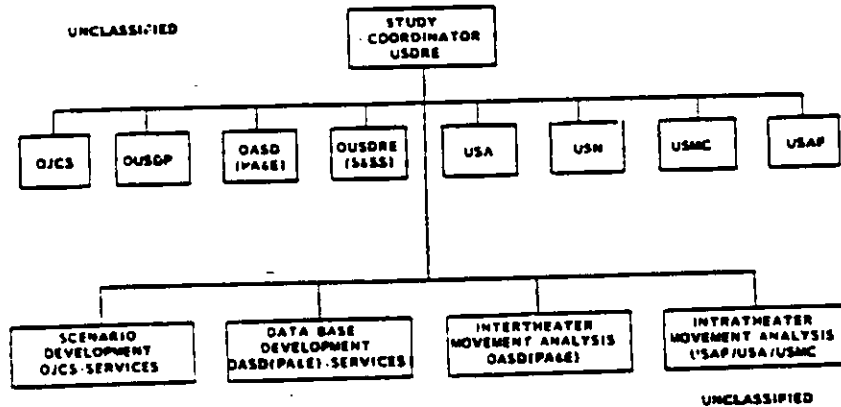 UNCLASSIFIED
STUDY
COORDINATOR
USDRE
OJCS
OUSDP
OASD
(PA&E)
OUSDRE
(S&SS)
USA
USN
USMC
USAF
SCENARIO
DEVELOPMENT
OJCS-SERVICES
DATA BASE
DEVELOPMENT
OASD(PA&E)-SERVICES
INTERTHEATER
MOVEMENT ANALYSIS
OASD(PA&E)
INTRATHEATER
MOVEMENT ANALYSIS
USAF/USA/USMC
UNCLASSIFIED